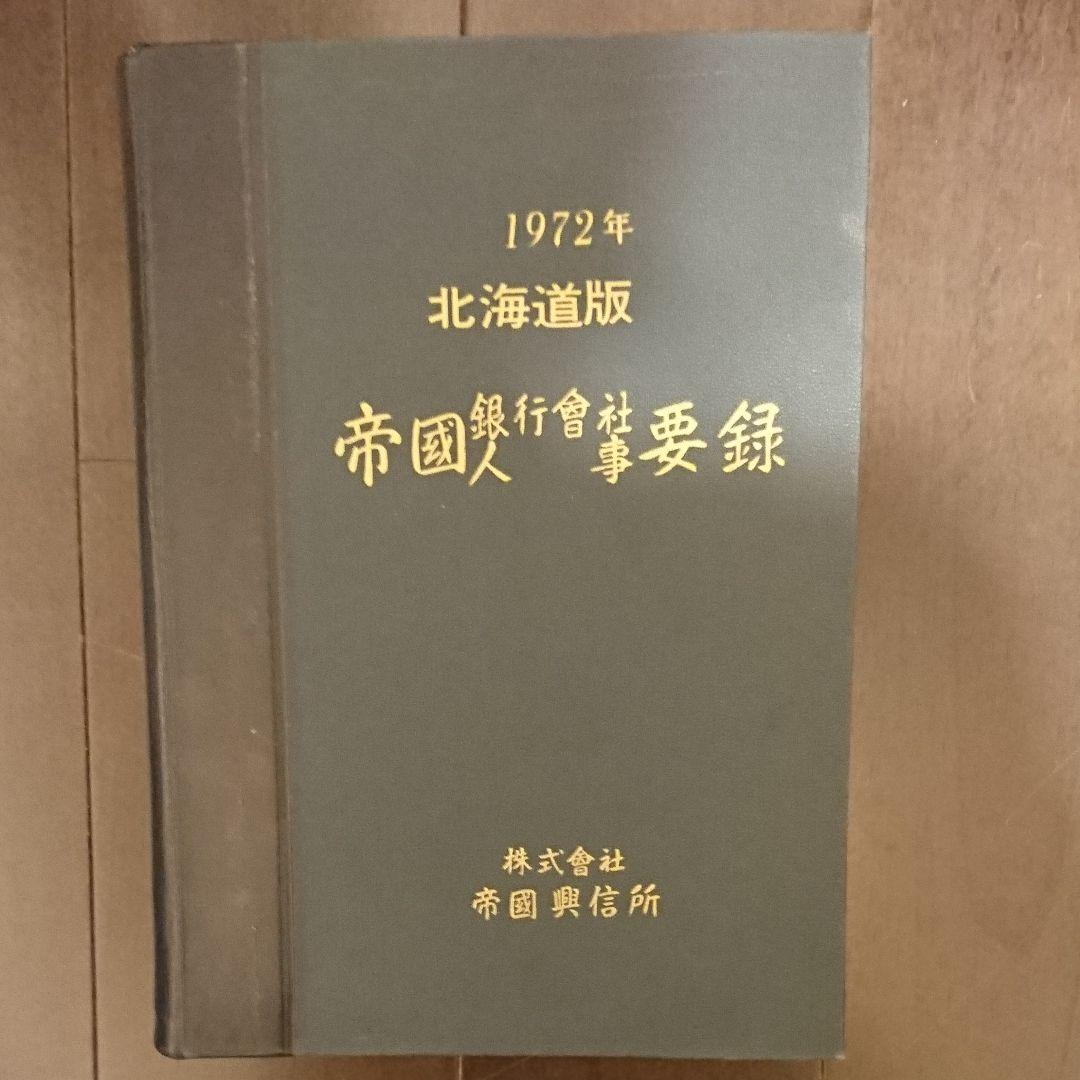 1972年
北海道版
帝國銀行會社人事要録
株式會社
帝國興信所